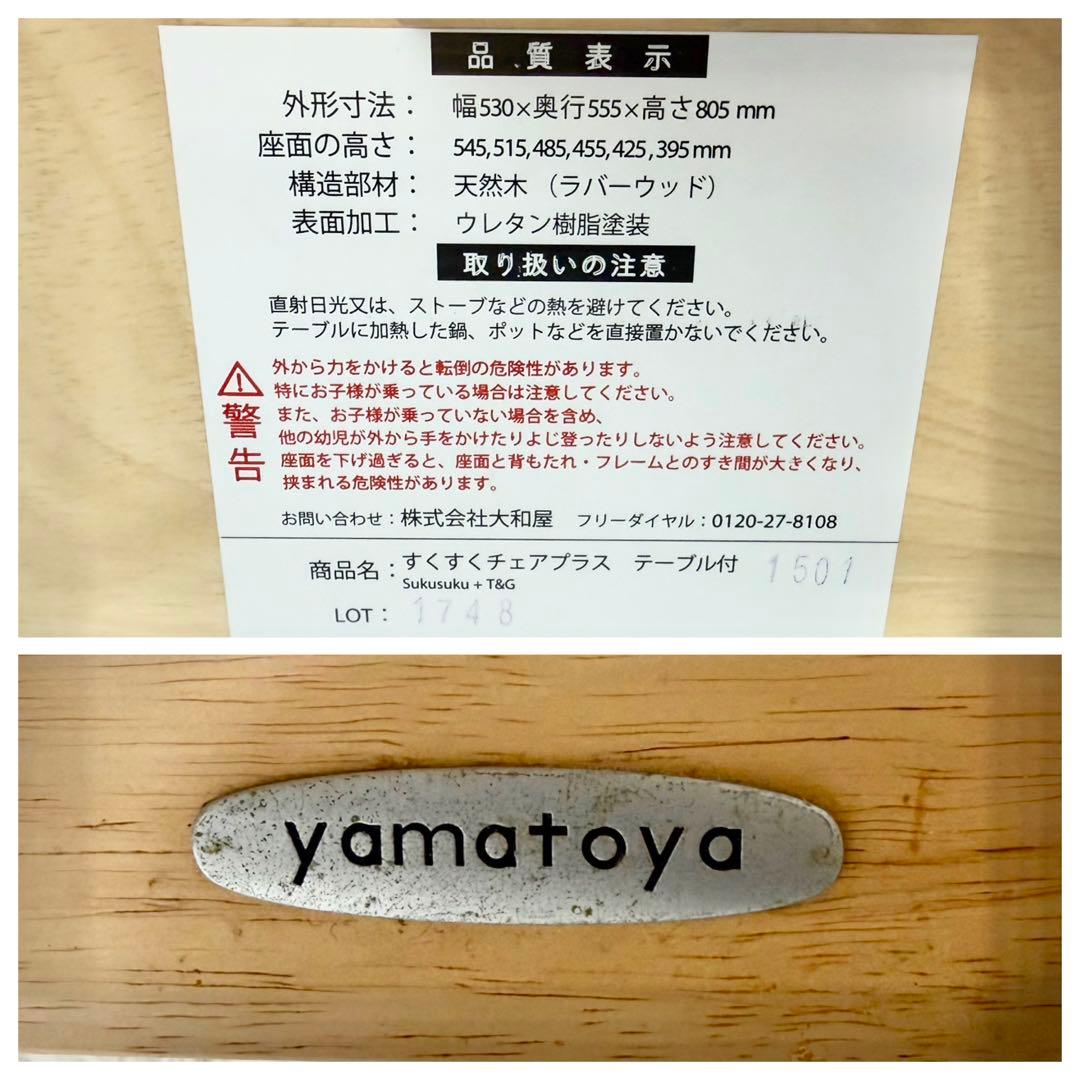 品質表示
外形寸法： 幅530×奥行555×高さ805 mm
座面の高さ： 545,515,485,455,425,395mm
構造部材： 天然木 （ラバーウッド）
表面加工： ウレタン樹脂塗装
取り扱いの注意
直射日光又は、ストーブなどの熱を避けてください。
テーブルに加熱した鍋、ポットなどを直接置かないでください。
警告
外から力をかけると転倒の危険性があります。
特にお子様が乗っている場合は注意してください。
また、お子様が乗っていない場合を含め、
他の幼児が外から手をかけたりよじ登ったりしないよう注意してください。
座面を下げ過ぎると、座面と背もたれ・フレームとのすき間が大きくなり、
挟まれる危険性があります。
お問い合わせ：株式会社大和屋 フリーダイヤル：0120-27-8108
商品名：すくすくチェアプラス テーブル付 1501
Sukusuku + T&G
LOT： 1748
yamatoya